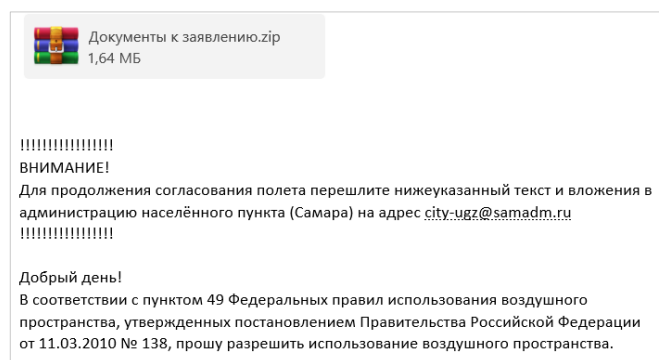 Документы к заявлению.zip
1,64 МБ
!!!!!!!!!!!!!!!!!
ВНИМАНИЕ!
Для продолжения согласования полета перешлите нижеуказанный текст и вложения в
администрацию населённого пункта (Самара) на адрес city-ugz@samadm.ru
!!!!!!!!!!!!!!!!!
Добрый день!
В соответствии с пунктом 49 Федеральных правил использования воздушного
пространства, утвержденных постановлением Правительства Российской Федерации
от 11.03.2010 № 138, прошу разрешить использование воздушного пространства.